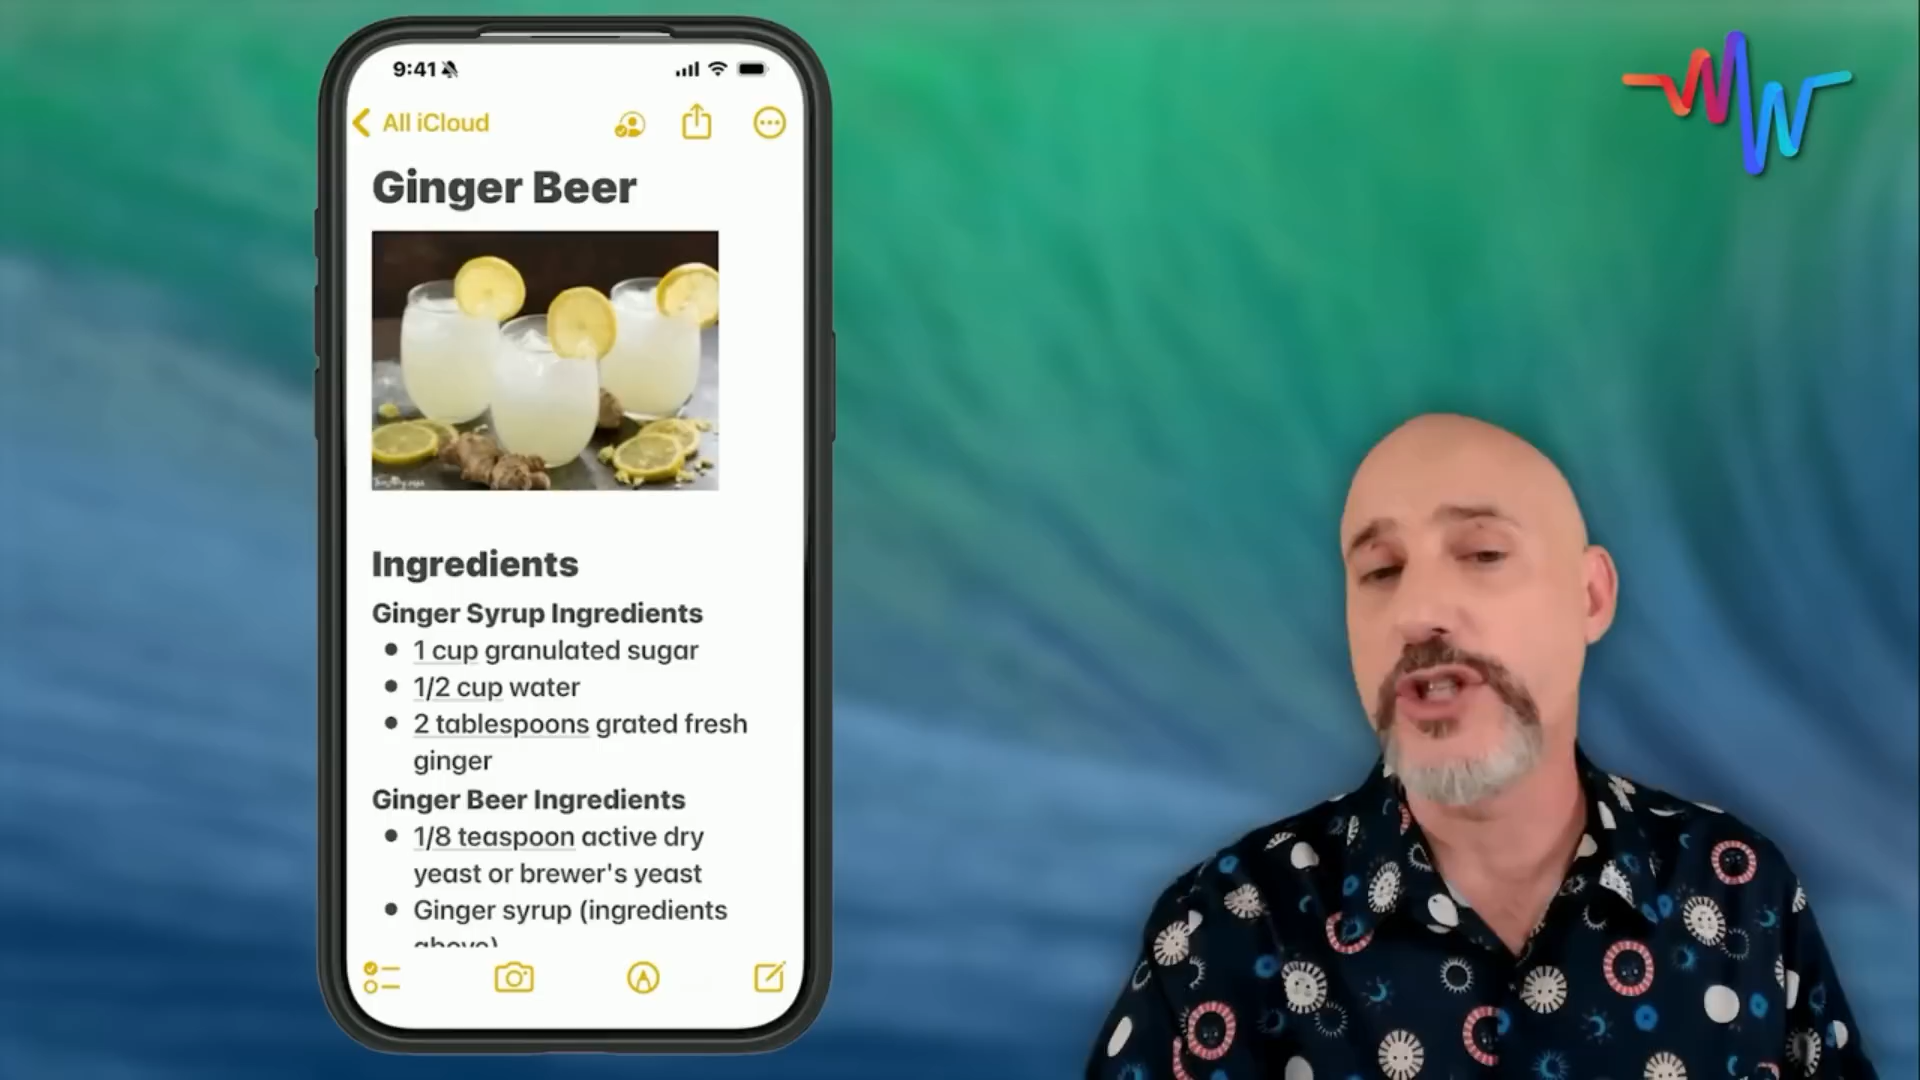 9:41
All iCloud
Ginger Beer
Ingredients
Ginger Syrup Ingredients
1 cup granulated sugar
1/2 cup water
2 tablespoons grated fresh
ginger
Ginger Beer Ingredients
1/8 teaspoon active dry
yeast or brewer's yeast
Ginger syrup (ingredients
above)